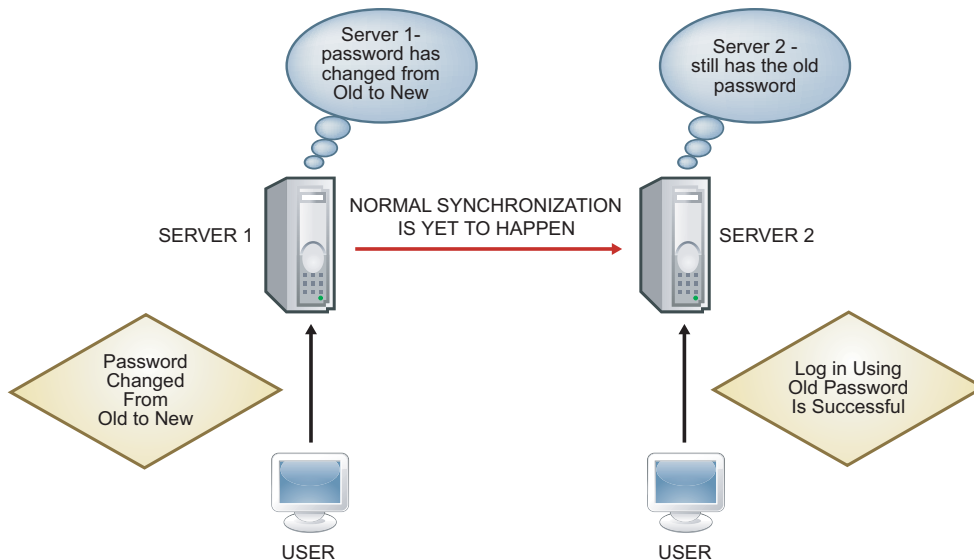 Server 1-
password has
changed from
Old to New
Server 2 -
still has the old
password
NORMAL SYNCHRONIZATION
IS YET TO HAPPEN
SERVER 1
SERVER 2
Password
Changed
From
Old to New
Log in Using
Old Password
Is Successful
USER
USER